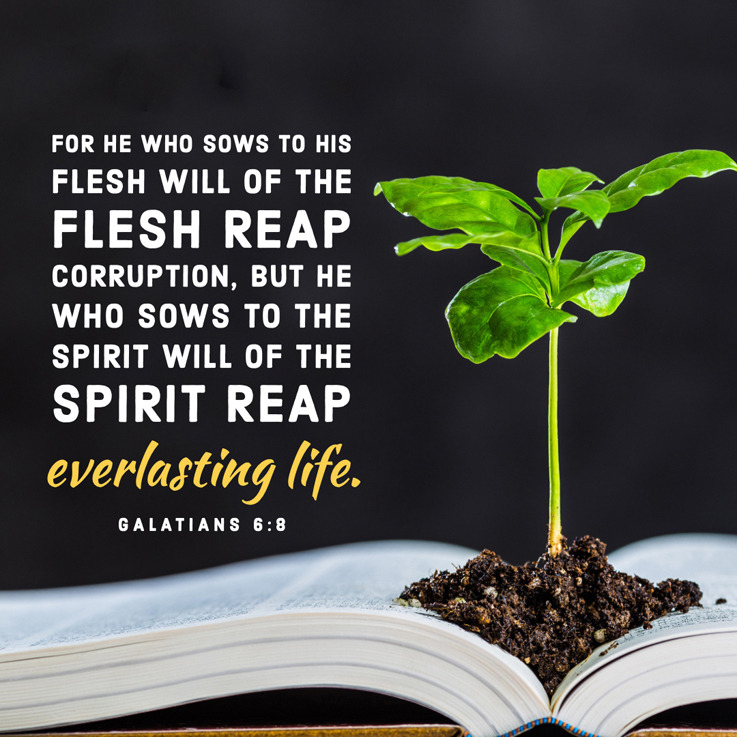 FOR HE WHO SOWS TO HIS
FLESH WILL OF THE
FLESH REAP
CORRUPTION, BUT HE
WHO SOWS TO THE
SPIRIT WILL OF THE
SPIRIT REAP
everlasting life.
GALATIANS 6:8